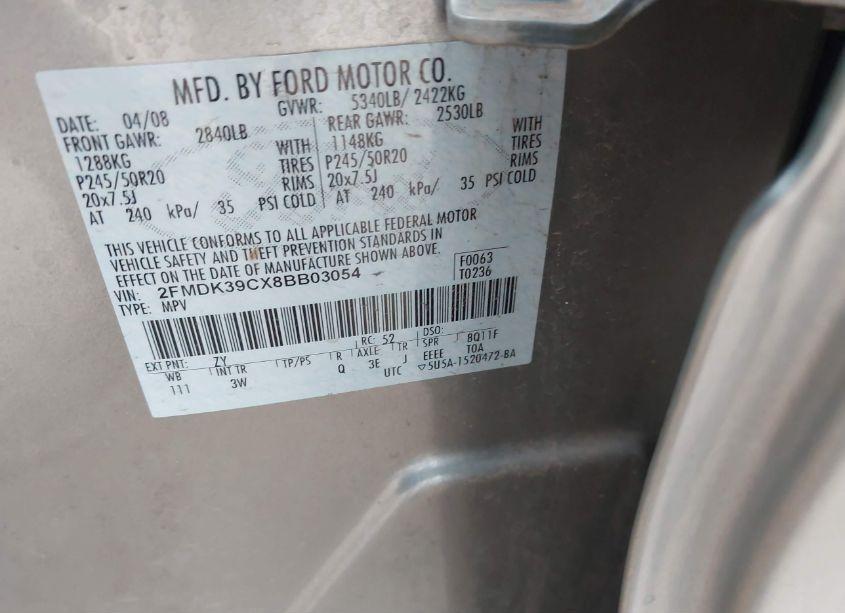 MFD. BY FORD MOTOR CO.
DATE: 04/08 GVWR: 5340LB/ 2422KG
FRONT GAWR: 2840LB REAR GAWR: 2530LB
1288KG WITH 1148KG WITH
P245/50R20 TIRES P245/50R20 TIRES
20x7.5J RIMS 20x7.5J RIMS
AT 240 kPa/ 35 PSI COLD AT 240 kPa/ 35 PSI COLD
THIS VEHICLE CONFORMS TO ALL APPLICABLE FEDERAL MOTOR
VEHICLE SAFETY AND THEFT PREVENTION STANDARDS IN
EFFECT ON THE DATE OF MANUFACTURE SHOWN ABOVE.
VIN: 2FMDK39CX8BB03054 F0063
TYPE: MPV T0236
EXT PNT: ZY RC: 52 DSO:
WB INT TR TP/PS R AXLE TR SPR 8Q11F
111 3W Q 3E J EEEE T0A
UTC ▽5U5A-1520472-BA